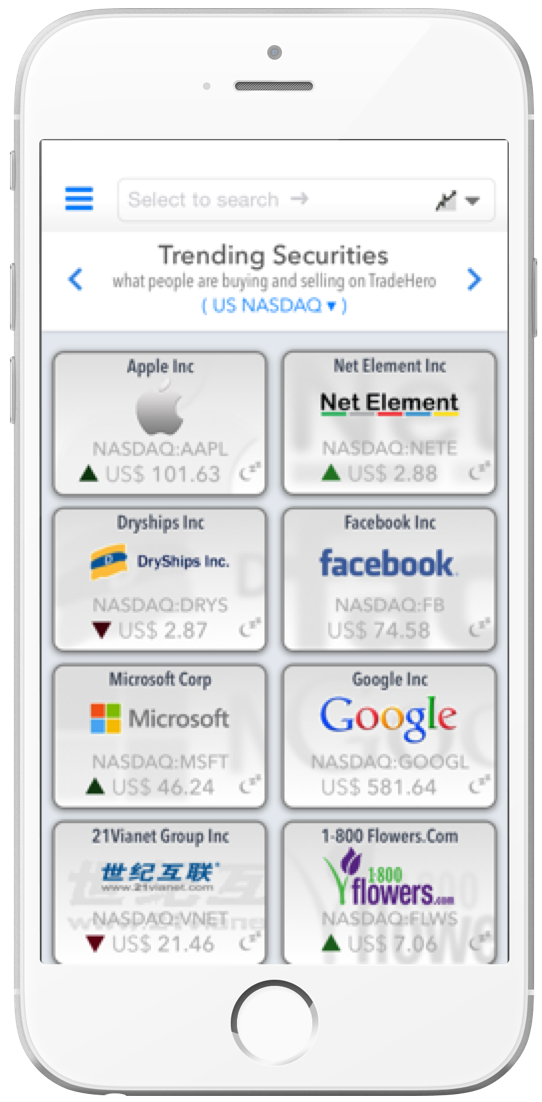 Select to search →
Trending Securities
what people are buying and selling on TradeHero
( US NASDAQ ▾ )
Apple Inc
NASDAQ:AAPL
▲ US$ 101.63
Net Element Inc
Net Element
NASDAQ:NETE
▲ US$ 2.88
Dryships Inc
D DryShips Inc.
NASDAQ:DRYS
▼ US$ 2.87
Facebook Inc
facebook.
NASDAQ:FB
US$ 74.58
Microsoft Corp
Microsoft
NASDAQ:MSFT
▲ US$ 46.24
Google Inc
Google
NASDAQ:GOOGL
US$ 581.64
21Vianet Group Inc
世纪互联
www.21vianet.com
NASDAQ:VNET
▼ US$ 21.46
1-800 Flowers.Com
1·800
flowers.com
NASDAQ:FLWS
▲ US$ 7.06